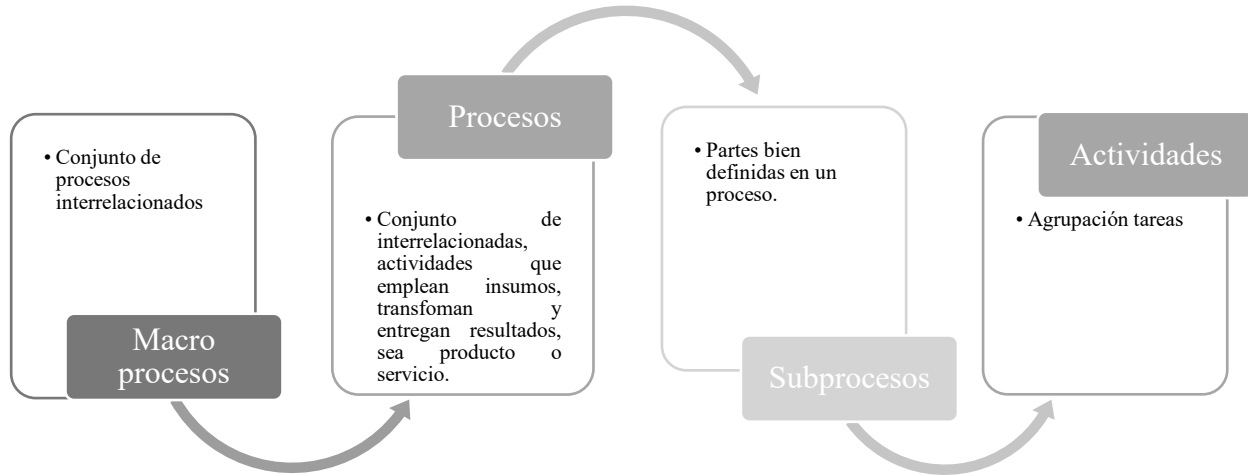 • Conjunto de
procesos
interrelacionados
Macro
procesos
Procesos
• Conjunto de
interrelacionadas,
actividades que
emplean insumos,
transfoman y
entregan resultados,
sea producto o
servicio.
• Partes bien
definidas en un
proceso.
Subprocesos
Actividades
• Agrupación tareas